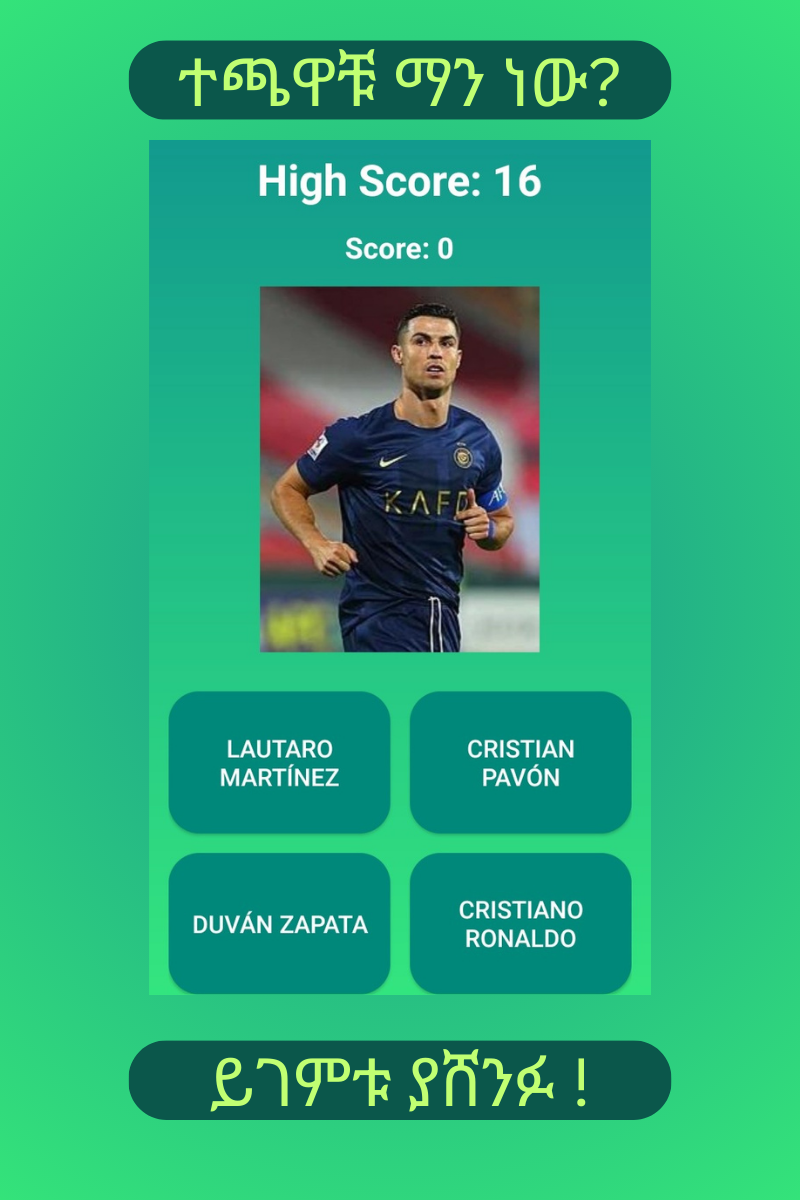 ተጫዋቹ ማን ነው?
High Score: 16
Score: 0
KAFD
LAUTARO
MARTÍNEZ
CRISTIAN
PAVÓN
DUVÁN ZAPATA
CRISTIANO
RONALDO
ይገምቱ ያሸንፉ !